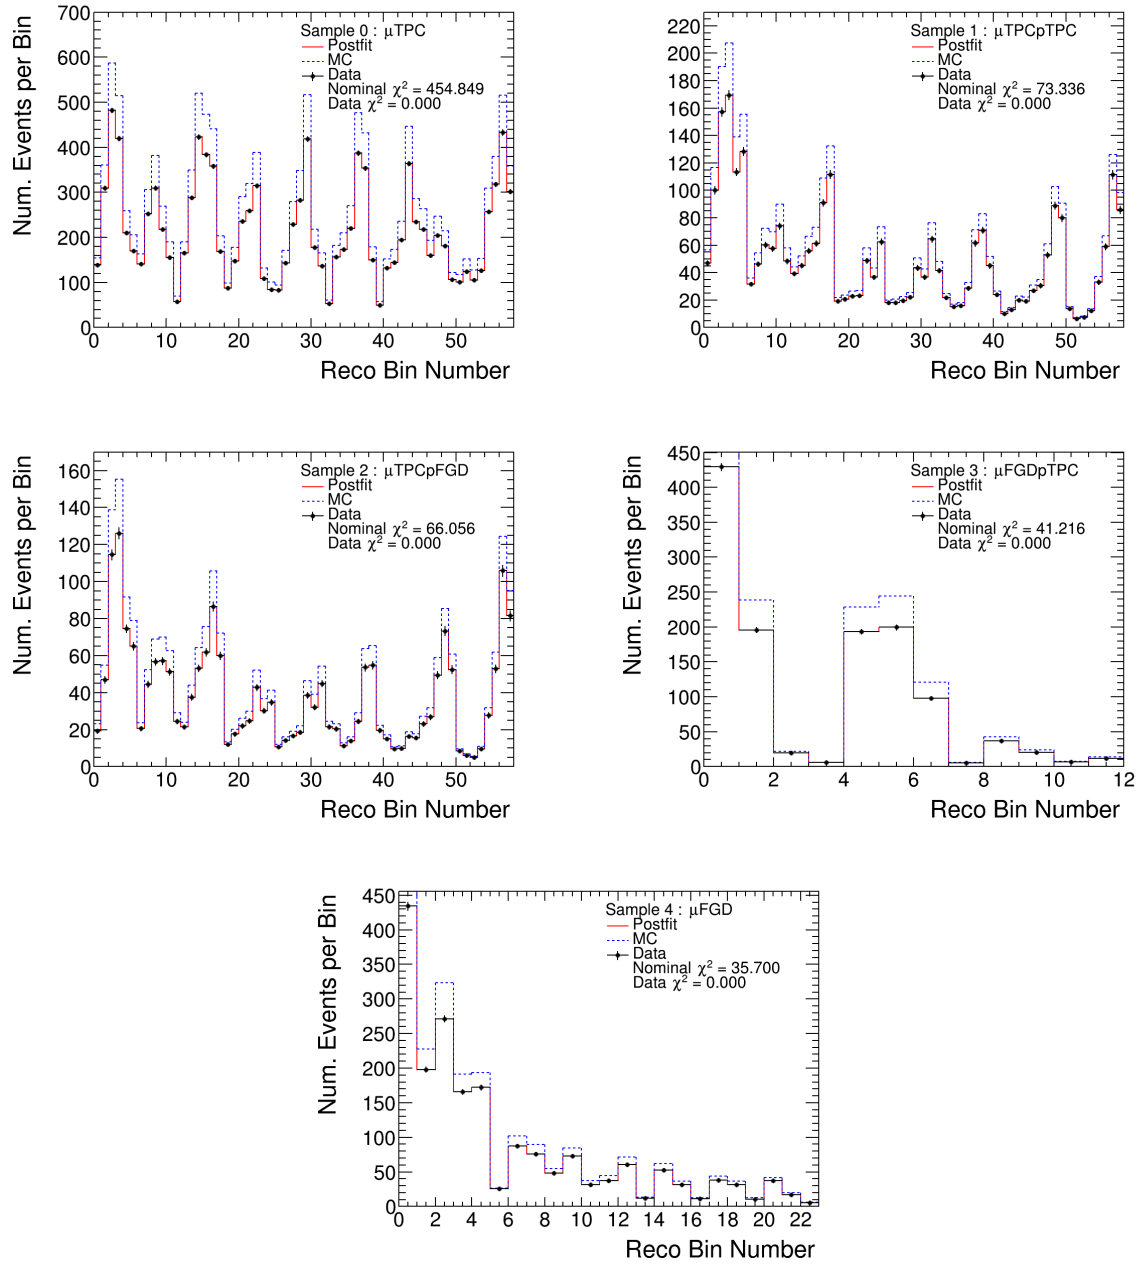 Num. Events per Bin
700
600
500
400
300
200
100
0
Sample 0 : μTPC
Postfit
MC
Data
Nominal χ² = 454.849
Data χ² = 0.000
0 10 20 30 40 50
Reco Bin Number
Num. Events per Bin
220
200
180
160
140
120
100
80
60
40
20
0
Sample 1 : μTPCpTPC
Postfit
MC
Data
Nominal χ² = 73.336
Data χ² = 0.000
0 10 20 30 40 50
Reco Bin Number
Num. Events per Bin
160
140
120
100
80
60
40
20
0
Sample 2 : μTPCpFGD
Postfit
MC
Data
Nominal χ² = 66.056
Data χ² = 0.000
0 10 20 30 40 50
Reco Bin Number
Num. Events per Bin
450
400
350
300
250
200
150
100
50
0
Sample 3 : μFGDpTPC
Postfit
MC
Data
Nominal χ² = 41.216
Data χ² = 0.000
0 2 4 6 8 10 12
Reco Bin Number
Num. Events per Bin
450
400
350
300
250
200
150
100
50
0
Sample 4 : μFGD
Postfit
MC
Data
Nominal χ² = 35.700
Data χ² = 0.000
0 2 4 6 8 10 12 14 16 18 20 22
Reco Bin Number